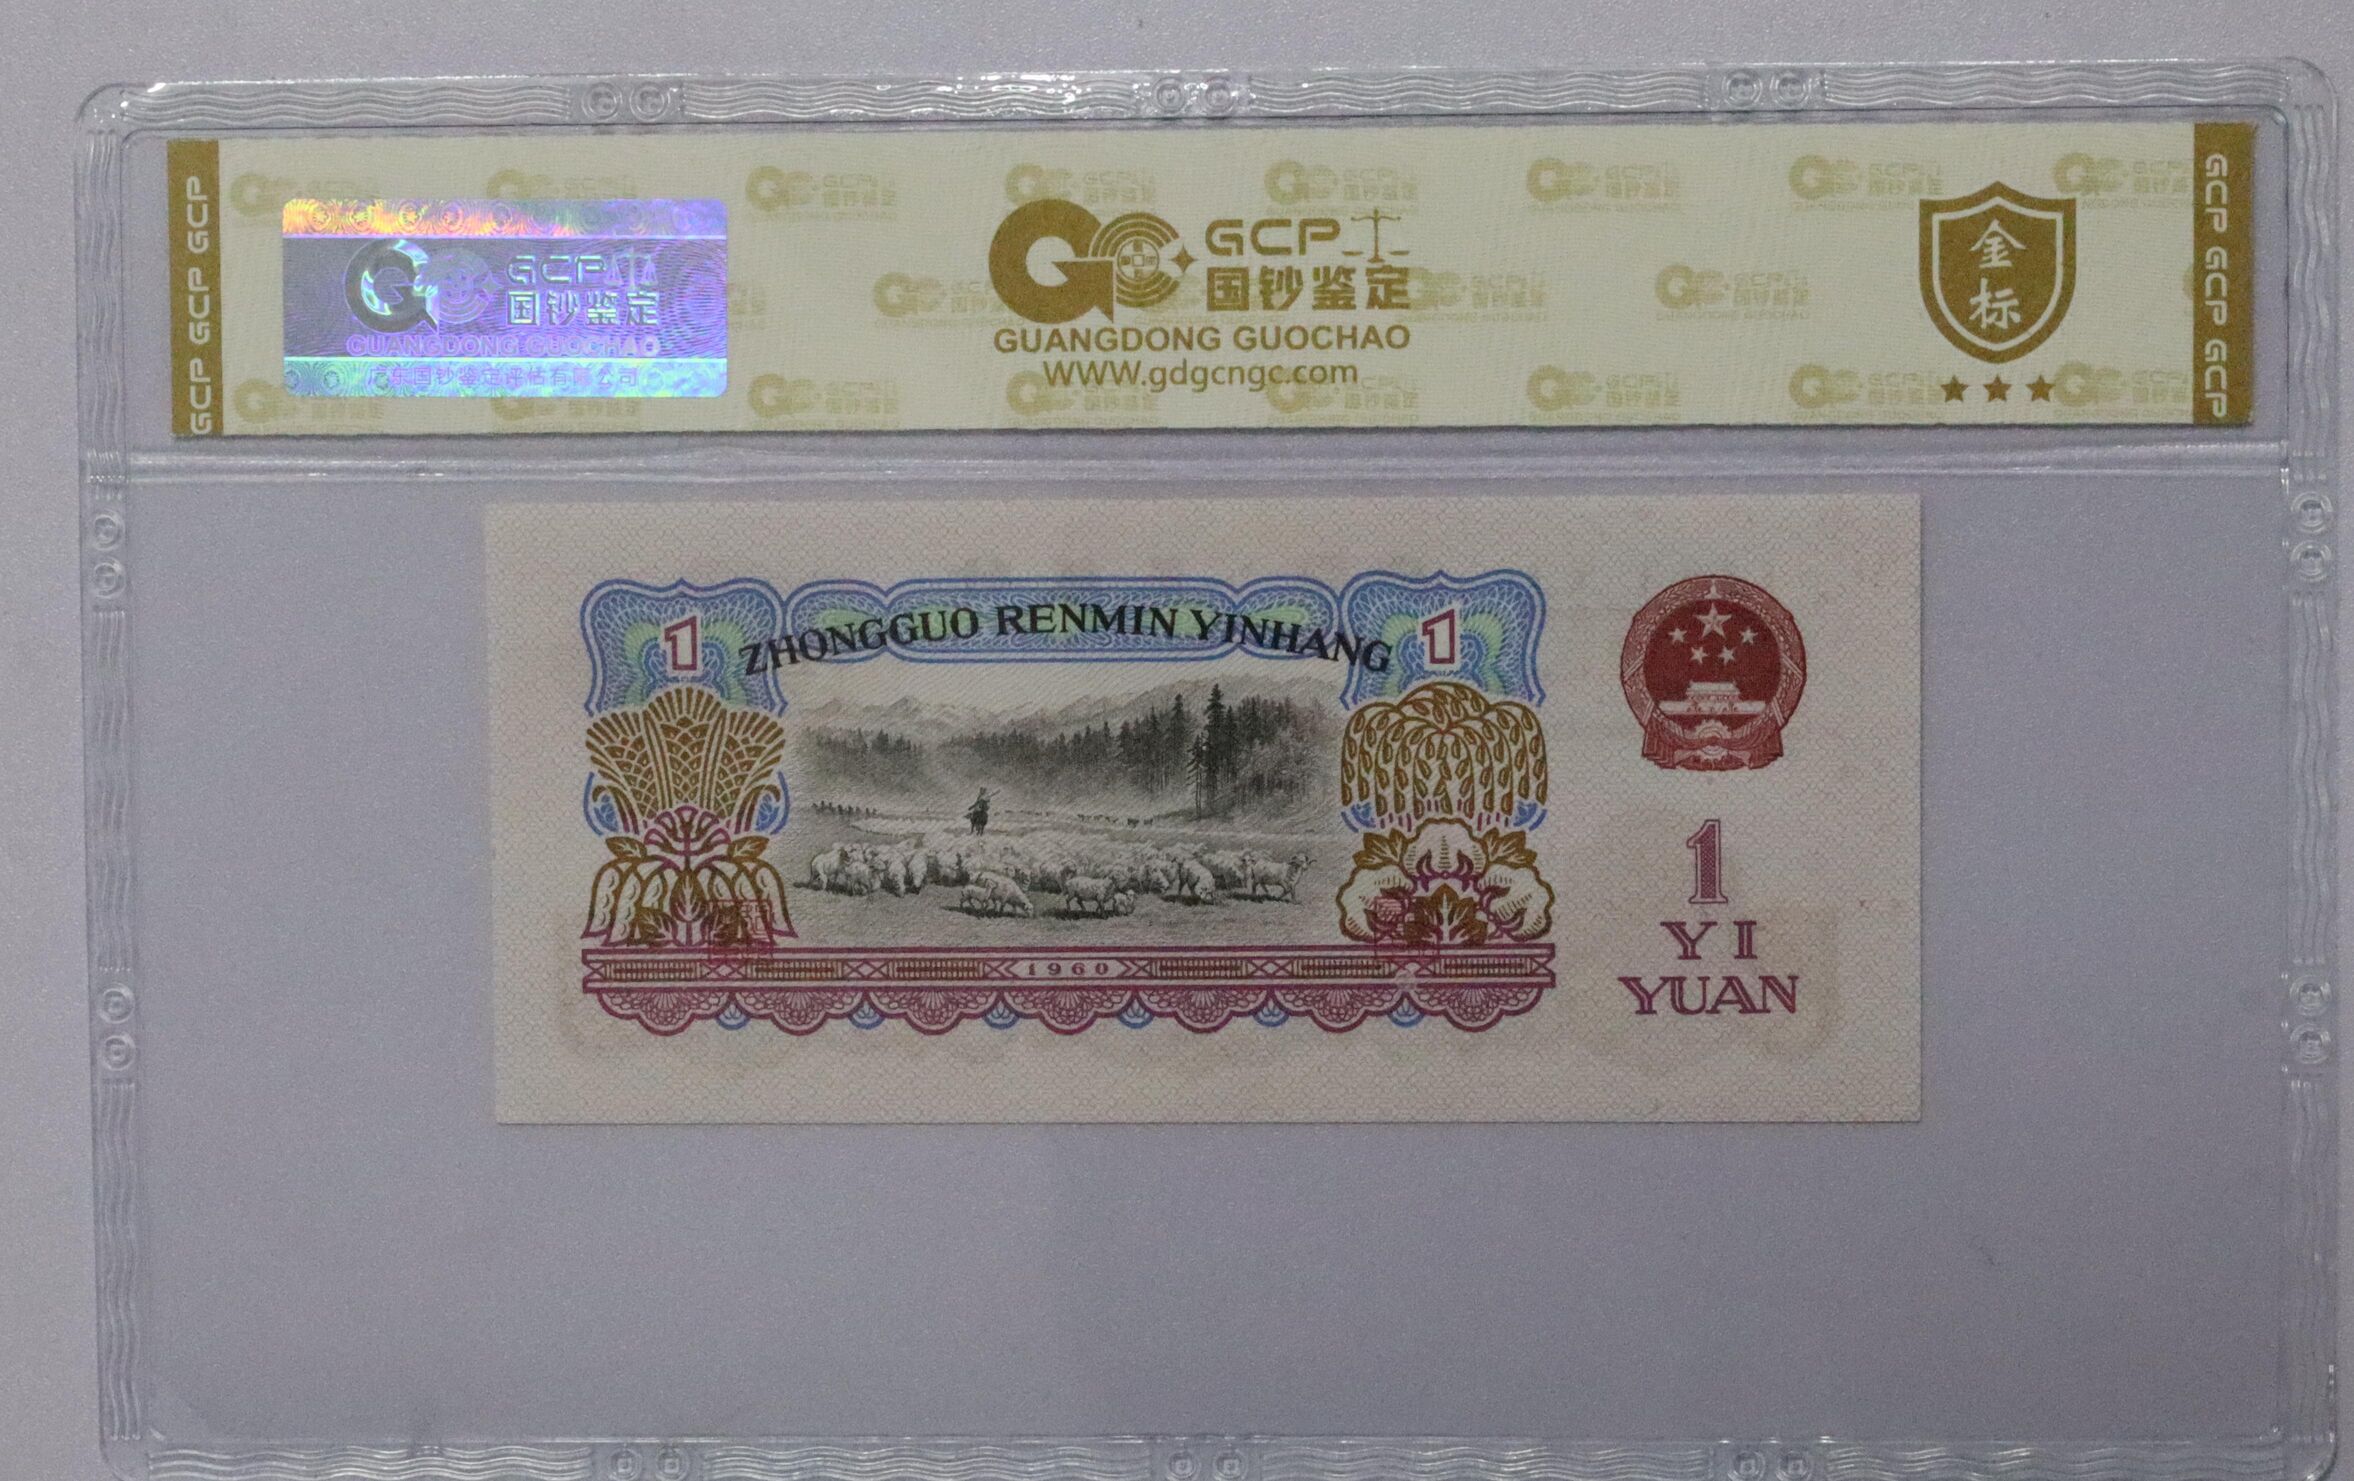 GCP GCP GCP
GCP
国钞鉴定
GUANGDONG GUOCHAO
广东国钞鉴定评估有限公司
GCP
国钞鉴定
GUANGDONG GUOCHAO
www.gdgcngc.com
金标
GCP GCP GCP
1
ZHONGGUO RENMIN YINHANG
1
1960
1
YI
YUAN